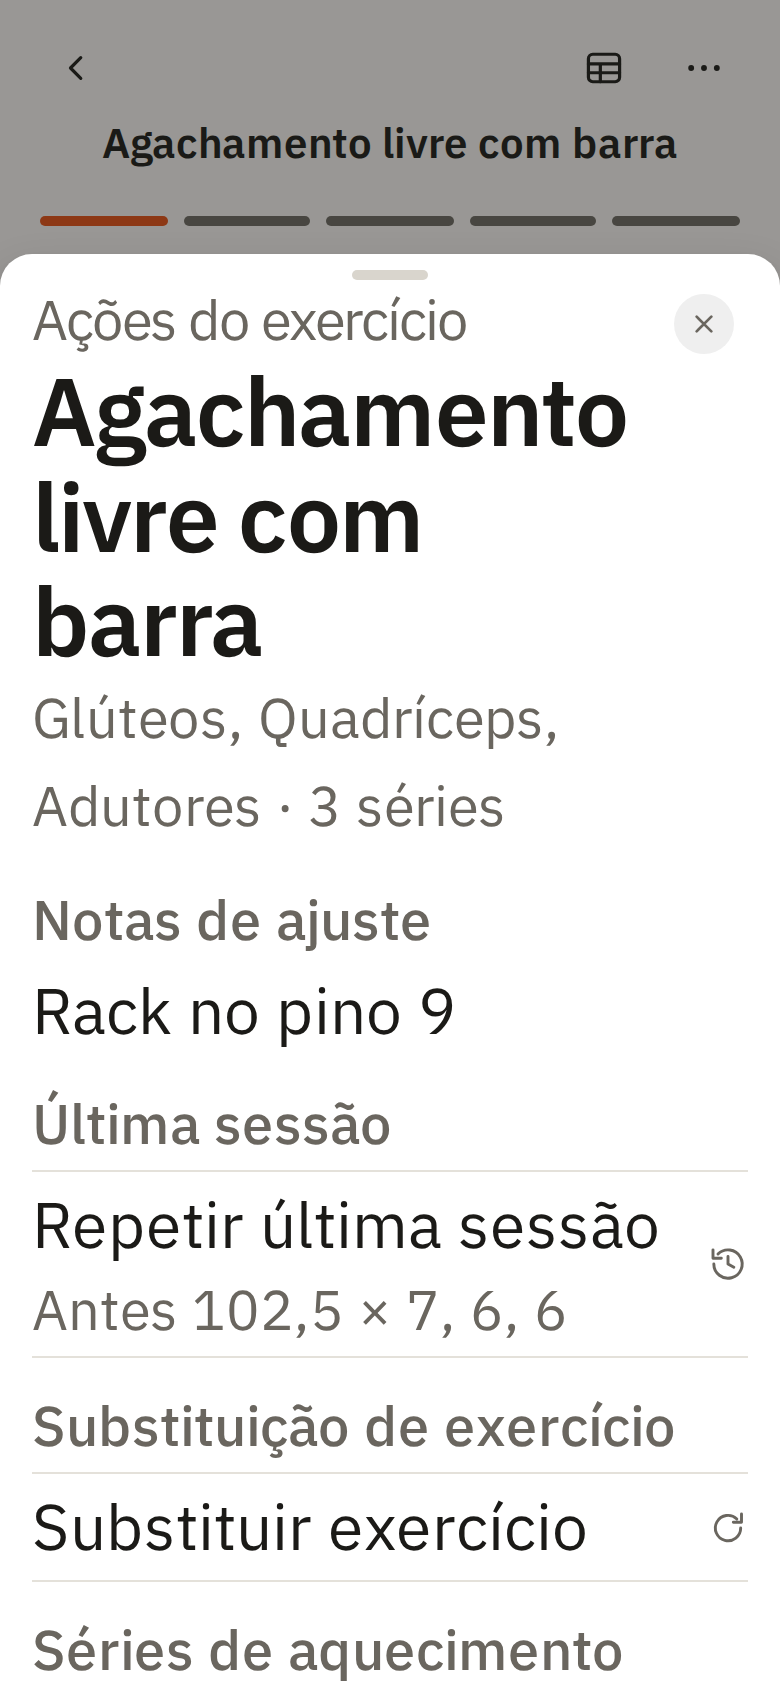 Agachamento livre com barra
Ações do exercício
Agachamento
livre com
barra
Glúteos, Quadríceps,
Adutores · 3 séries
Notas de ajuste
Rack no pino 9
Última sessão
Repetir última sessão
Antes 102,5 × 7, 6, 6
Substituição de exercício
Substituir exercício
Séries de aquecimento